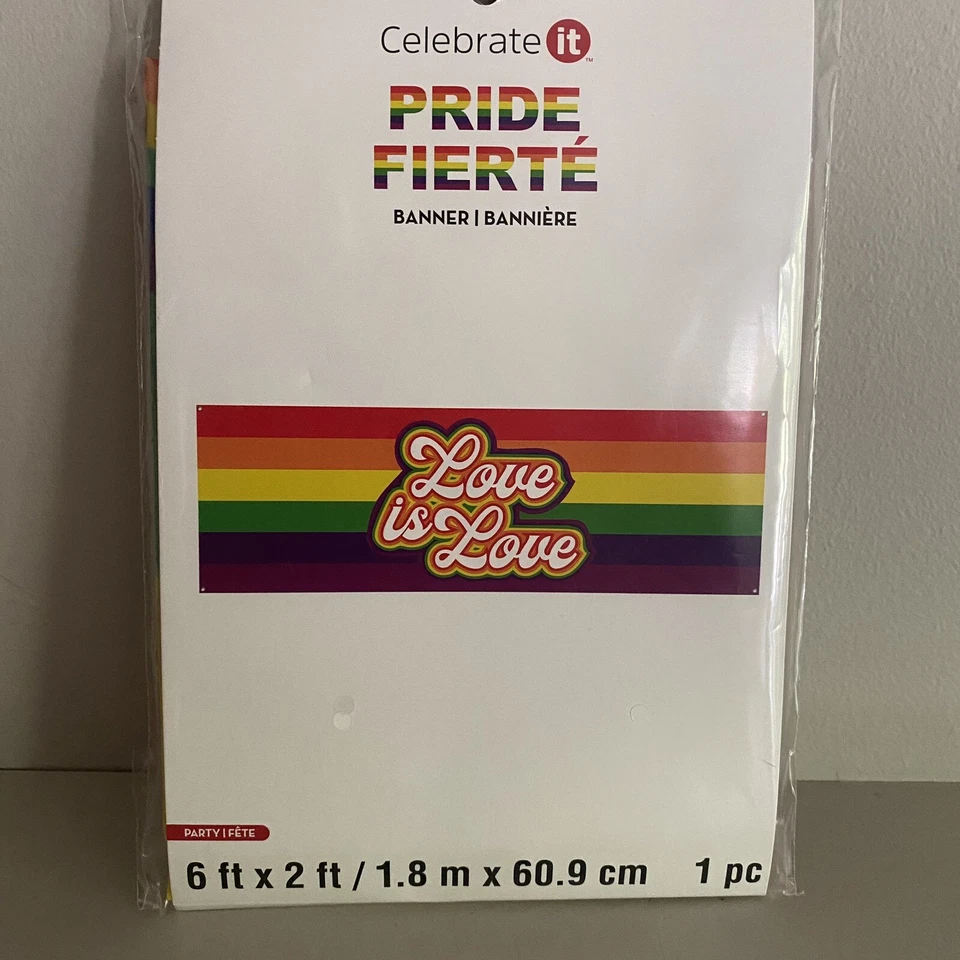 Celebrate it™
PRIDE
FIERTÉ
BANNER | BANNIÈRE
Love
is Love
PARTY | FÊTE
6 ft x 2 ft / 1.8 m x 60.9 cm 1 pc